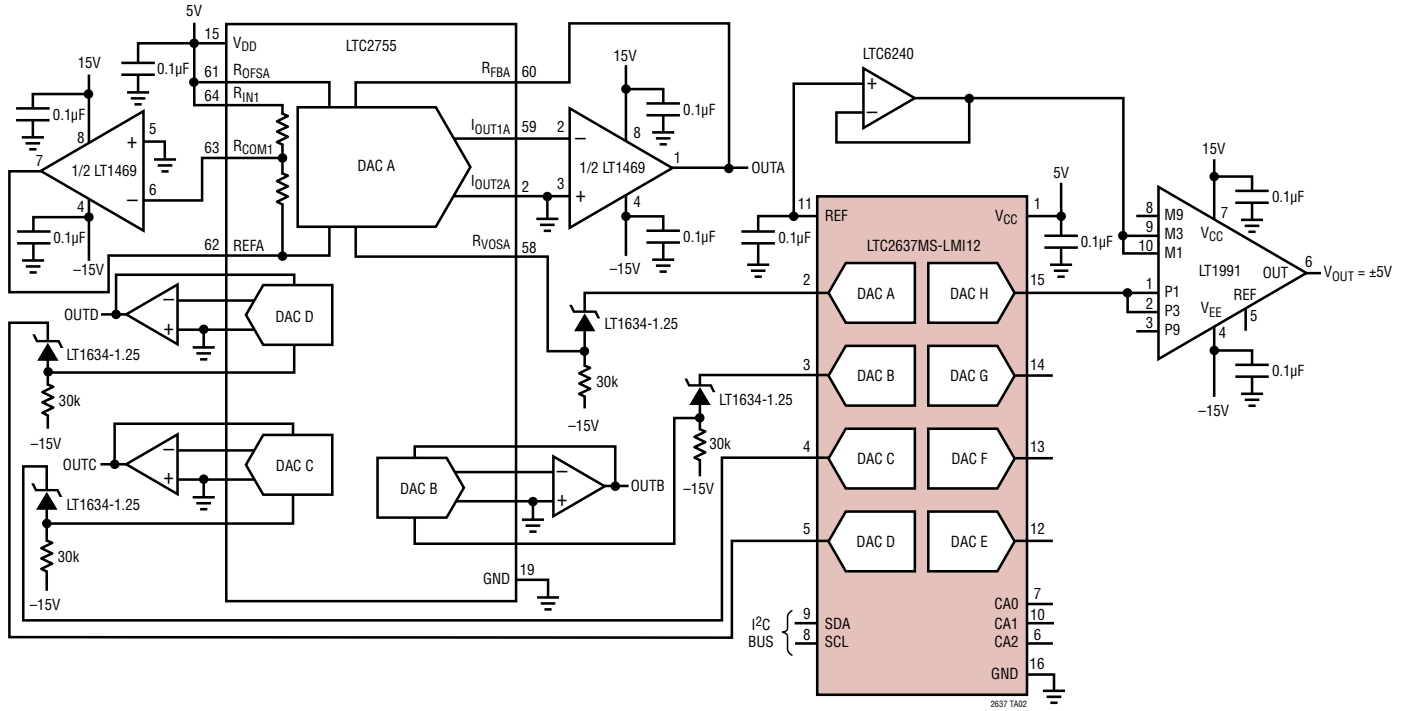 5V
15 VDD
LTC2755
0.1µF
61 ROFSA
64 RIN1
63 RCOM1
62 REFA
RFBA 60
IOUT1A 59
IOUT2A 2
RVOSA 58
DAC A
15V
0.1µF
8
5
+
7
1/2 LT1469
6
–
4
0.1µF
–15V
15V
0.1µF
8
2
–
1/2 LT1469
1
OUTA
3
+
4
0.1µF
–15V
LTC6240
+
–
OUTD
–
+
DAC D
LT1634-1.25
30k
–15V
OUTC
–
+
DAC C
LT1634-1.25
30k
–15V
DAC B
–
+
OUTB
GND 19
LT1634-1.25
30k
–15V
LT1634-1.25
30k
–15V
0.1µF
11 REF
VCC 1
5V
0.1µF
LTC2637MS-LMI12
2 DAC A
DAC H 15
3 DAC B
DAC G 14
4 DAC C
DAC F 13
5 DAC D
DAC E 12
I2C
BUS
9 SDA
8 SCL
CA0 7
CA1 10
CA2 6
GND 16
2637 TA02
15V
0.1µF
7
VCC
8 M9
9 M3
10 M1
LT1991
OUT 6
VOUT = ±5V
1 P1
2 P3
3 P9
REF
5
VEE
4
0.1µF
–15V